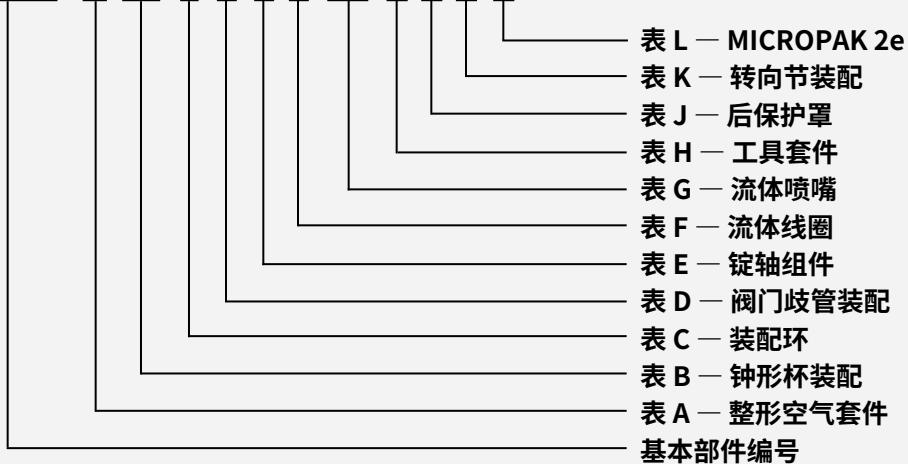 表 L — MICROPAK 2e
表 K — 转向节装配
表 J — 后保护罩
表 H — 工具套件
表 G — 流体喷嘴
表 F — 流体线圈
表 E — 锭轴组件
表 D — 阀门歧管装配
表 C — 装配环
表 B — 钟形杯装配
表 A — 整形空气套件
基本部件编号